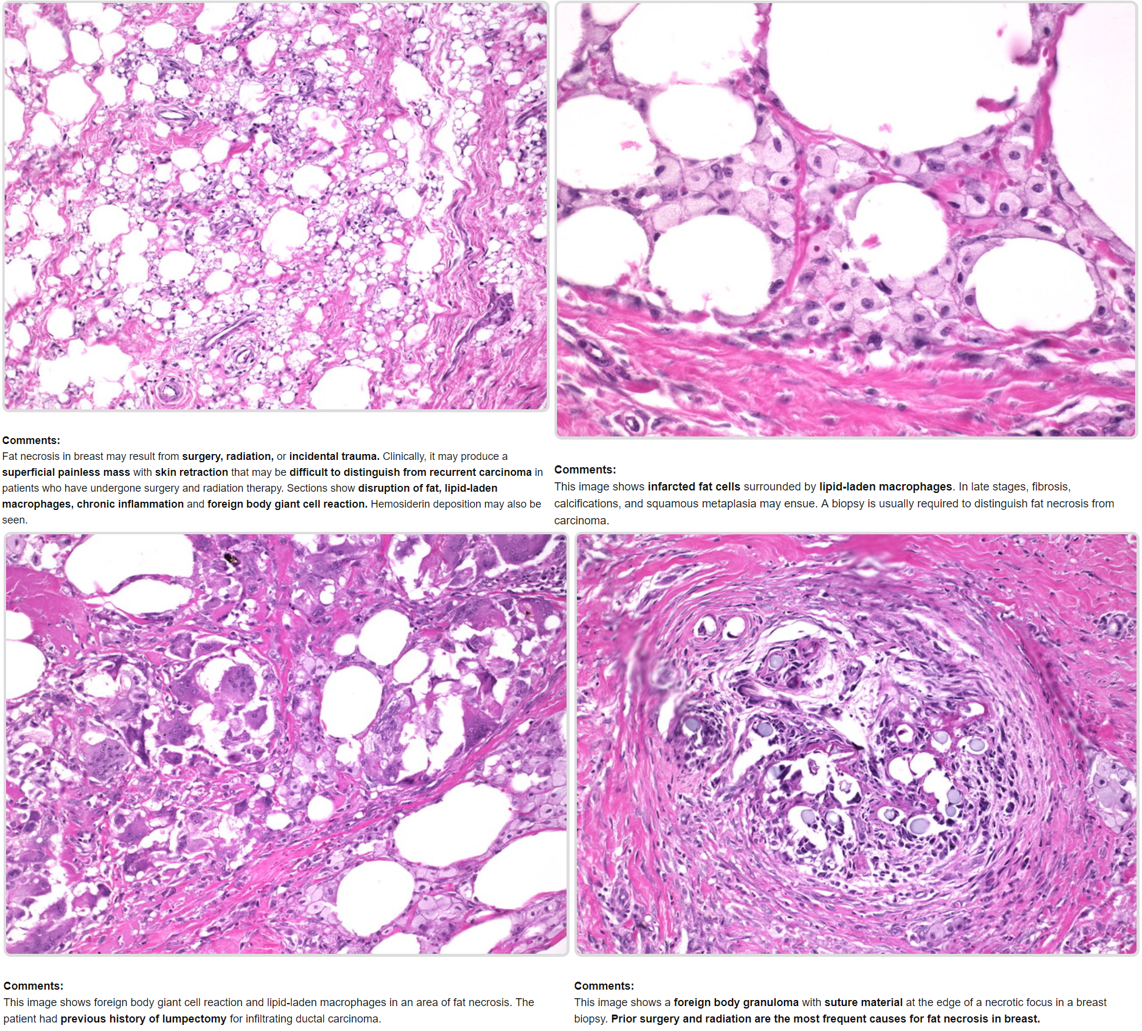 Comments:
Fat necrosis in breast may result from surgery, radiation, or incidental trauma. Clinically, it may produce a
superficial painless mass with skin retraction that may be difficult to distinguish from recurrent carcinoma in
patients who have undergone surgery and radiation therapy. Sections show disruption of fat, lipid-laden
macrophages, chronic inflammation and foreign body giant cell reaction. Hemosiderin deposition may also be
seen.
Comments:
This image shows infarcted fat cells surrounded by lipid-laden macrophages. In late stages, fibrosis,
calcifications, and squamous metaplasia may ensue. A biopsy is usually required to distinguish fat necrosis from
carcinoma.
Comments:
This image shows foreign body giant cell reaction and lipid-laden macrophages in an area of fat necrosis. The
patient had previous history of lumpectomy for infiltrating ductal carcinoma.
Comments:
This image shows a foreign body granuloma with suture material at the edge of a necrotic focus in a breast
biopsy. Prior surgery and radiation are the most frequent causes for fat necrosis in breast.